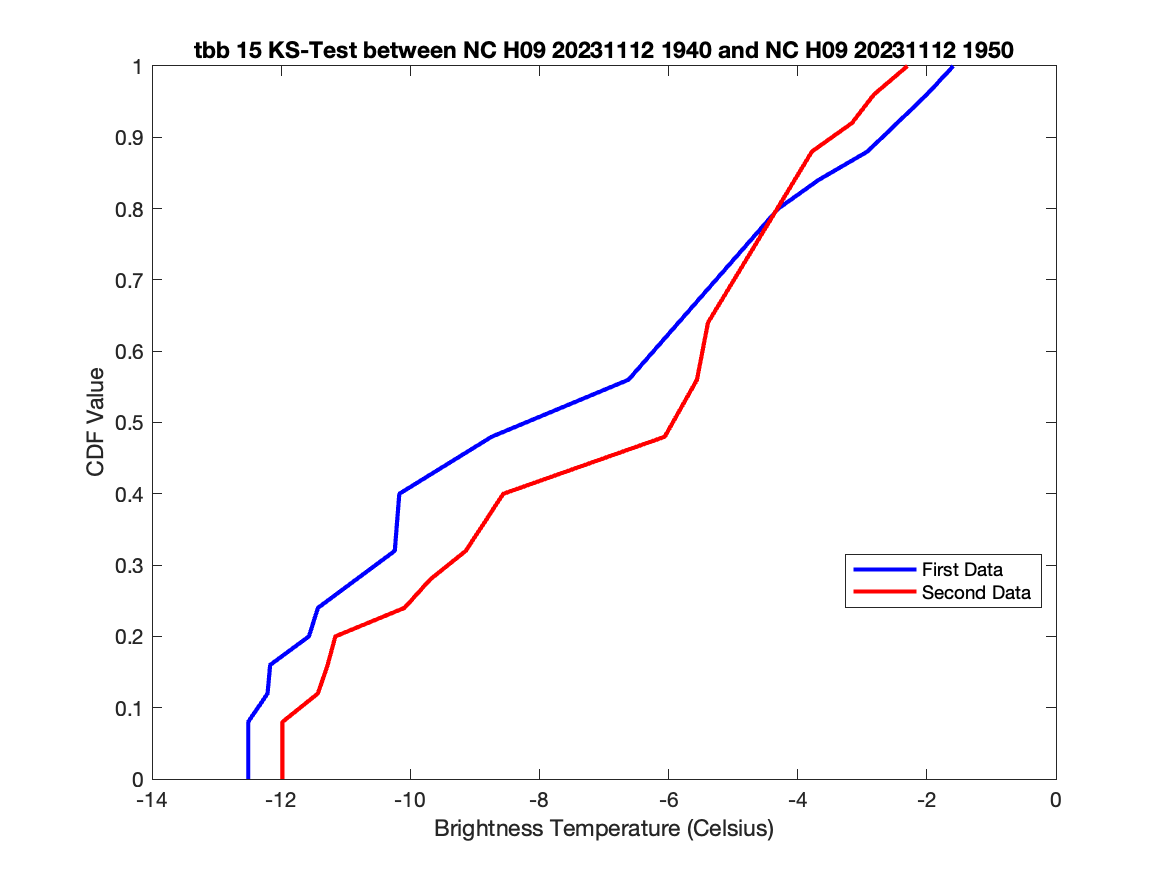 tbb 15 KS-Test between NC H09 20231112 1940 and NC H09 20231112 1950
1
0.9
0.8
0.7
0.6
0.5
0.4
0.3
0.2
0.1
0
CDF Value
First Data
Second Data
-14 -12 -10 -8 -6 -4 -2 0
Brightness Temperature (Celsius)